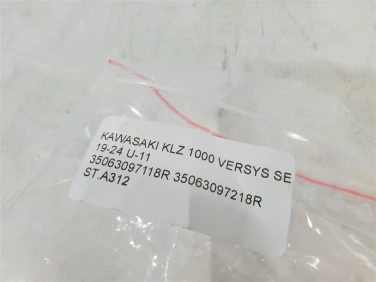 KAWASAKI KLZ 1000 VERSYS SE
19-24 U-11
35063097118R 35063097218R
ST.A312